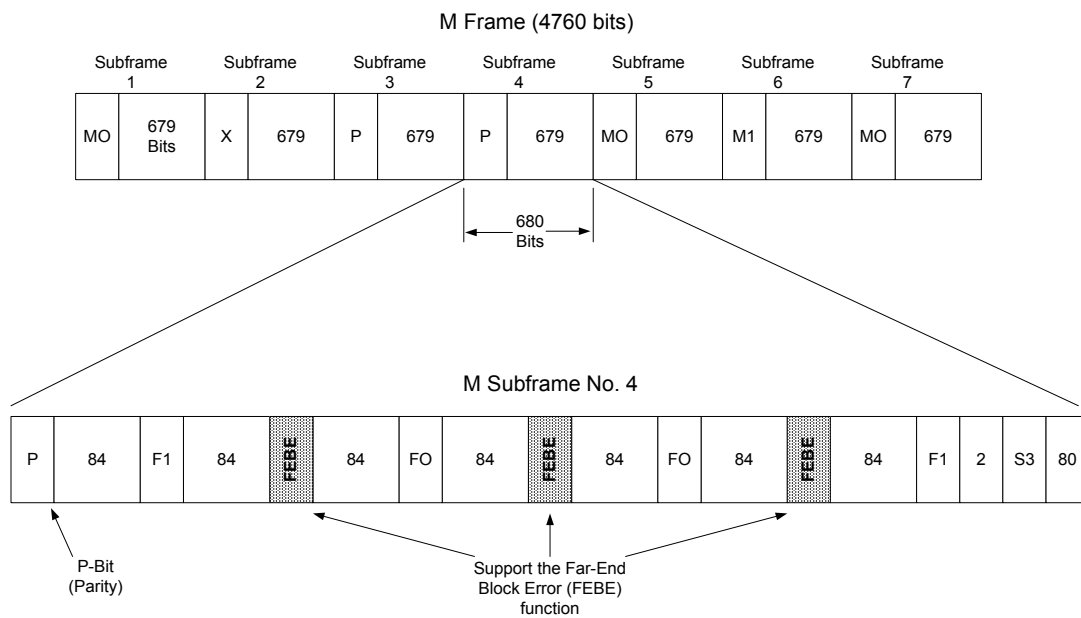 M Frame (4760 bits)
Subframe
1
Subframe
2
Subframe
3
Subframe
4
Subframe
5
Subframe
6
Subframe
7
MO
679
Bits
X
679
P
679
P
679
MO
679
M1
679
MO
679
680
Bits
M Subframe No. 4
P
84
F1
84
FEBE
84
FO
84
FEBE
84
FO
84
FEBE
84
F1
2
S3
80
P-Bit
(Parity)
Support the Far-End
Block Error (FEBE)
function